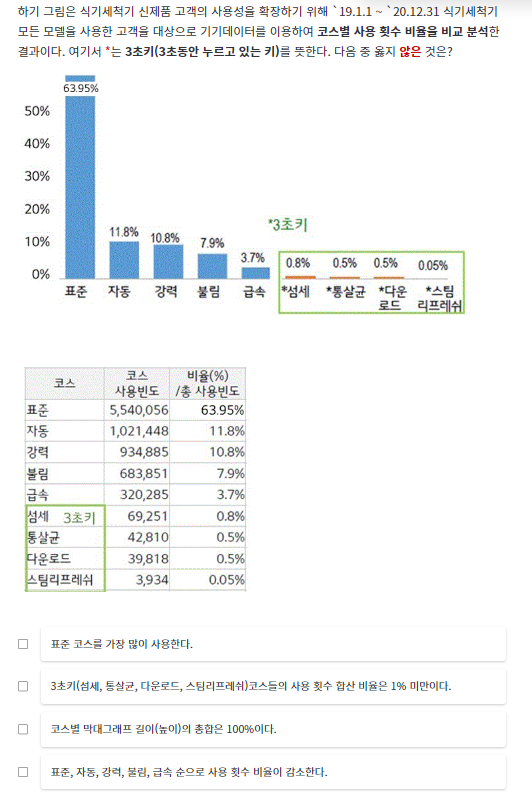 하기 그림은 식기세척기 신제품 고객의 사용성을 확장하기 위해 `19.1.1 ~ `20.12.31 식기세척기
모든 모델을 사용한 고객을 대상으로 기기데이터를 이용하여 코스별 사용 횟수 비율을 비교 분석한
결과이다. 여기서 *는 3초키(3초동안 누르고 있는 키)를 뜻한다. 다음 중 옳지 않은 것은?
63.95%
50%
40%
30%
20%
10%
0%
11.8%
10.8%
7.9%
3.7%
*3초키
0.8%
0.5%
0.5%
0.05%
표준
자동
강력
불림
급속
*섬세
*통살균
*다운
로드
*스팀
리프레쉬
코스 코스 사용빈도 비율(%) /총 사용빈도
표준 5,540,056 63.95%
자동 1,021,448 11.8%
강력 934,885 10.8%
불림 683,851 7.9%
급속 320,285 3.7%
섬세 3초키 69,251 0.8%
통살균 42,810 0.5%
다운로드 39,818 0.5%
스팀리프레쉬 3,934 0.05%
표준 코스를 가장 많이 사용한다.
3초키(섬세, 통살균, 다운로드, 스팀리프레쉬)코스들의 사용 횟수 합산 비율은 1% 미만이다.
코스별 막대그래프 길이(높이)의 총합은 100%이다.
표준, 자동, 강력, 불림, 급속 순으로 사용 횟수 비율이 감소한다.